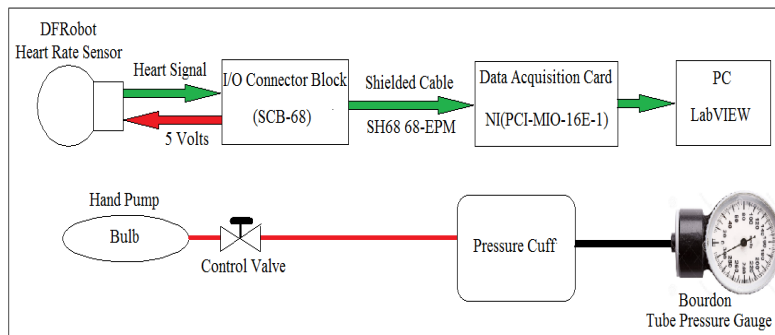 DFRobot
Heart Rate Sensor
Heart Signal
5 Volts
I/O Connector Block
(SCB-68)
Shielded Cable
SH68 68-EPM
Data Acquisition Card
NI(PCI-MIO-16E-1)
PC
LabVIEW
Hand Pump
Bulb
Control Valve
Pressure Cuff
Bourdon
Tube Pressure Gauge